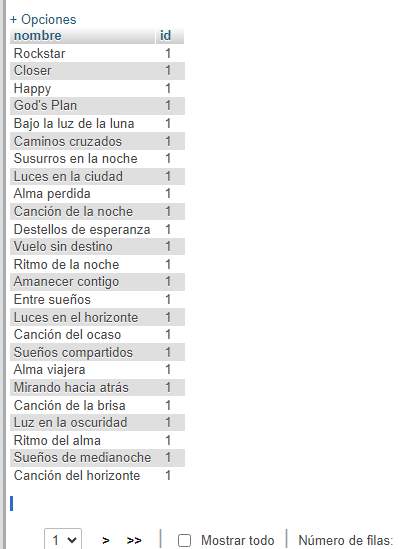 + Opciones
nombre id
Rockstar 1
Closer 1
Happy 1
God's Plan 1
Bajo la luz de la luna 1
Caminos cruzados 1
Susurros en la noche 1
Luces en la ciudad 1
Alma perdida 1
Canción de la noche 1
Destellos de esperanza 1
Vuelo sin destino 1
Ritmo de la noche 1
Amanecer contigo 1
Entre sueños 1
Luces en el horizonte 1
Canción del ocaso 1
Sueños compartidos 1
Alma viajera 1
Mirando hacia atrás 1
Canción de la brisa 1
Luz en la oscuridad 1
Ritmo del alma 1
Sueños de medianoche 1
Canción del horizonte 1
1 > >> Mostrar todo Número de filas: